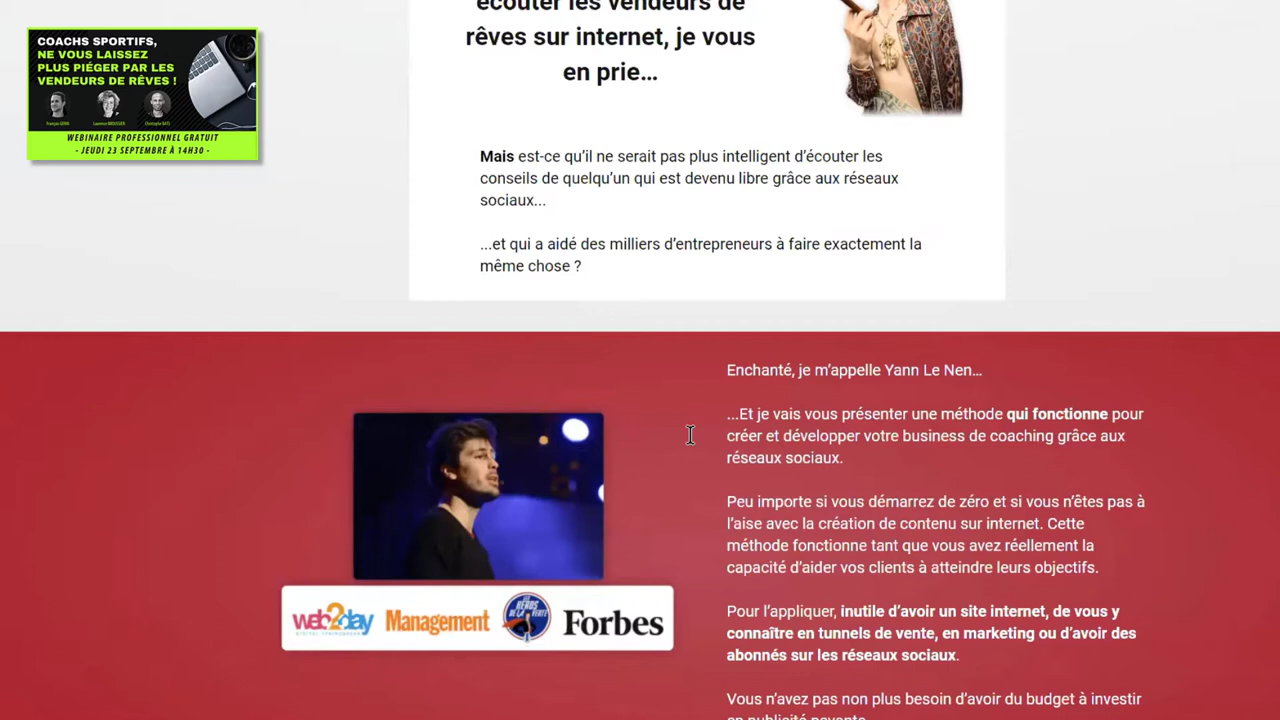 COACHS SPORTIFS,
NE VOUS LAISSEZ
PLUS PIÉGER PAR LES
VENDEURS DE RÊVES !
WEBINAIRE PROFESSIONNEL GRATUIT
- JEUDI 23 SEPTEMBRE À 14H30 -
écouter les vendeurs de
rêves sur internet, je vous
en prie…
Mais est-ce qu’il ne serait pas plus intelligent d’écouter les
conseils de quelqu’un qui est devenu libre grâce aux réseaux
sociaux...
...et qui a aidé des milliers d’entrepreneurs à faire exactement la
même chose ?
web2day
Management
LES HÉROS
DE LA VENTE
Forbes
Enchanté, je m’appelle Yann Le Nen…
...Et je vais vous présenter une méthode qui fonctionne pour
créer et développer votre business de coaching grâce aux
réseaux sociaux.
Peu importe si vous démarrez de zéro et si vous n’êtes pas à
l’aise avec la création de contenu sur internet. Cette
méthode fonctionne tant que vous avez réellement la
capacité d’aider vos clients à atteindre leurs objectifs.
Pour l’appliquer, inutile d’avoir un site internet, de vous y
connaître en tunnels de vente, en marketing ou d’avoir des
abonnés sur les réseaux sociaux.
Vous n’avez pas non plus besoin d’avoir du budget à investir
en publicité payante